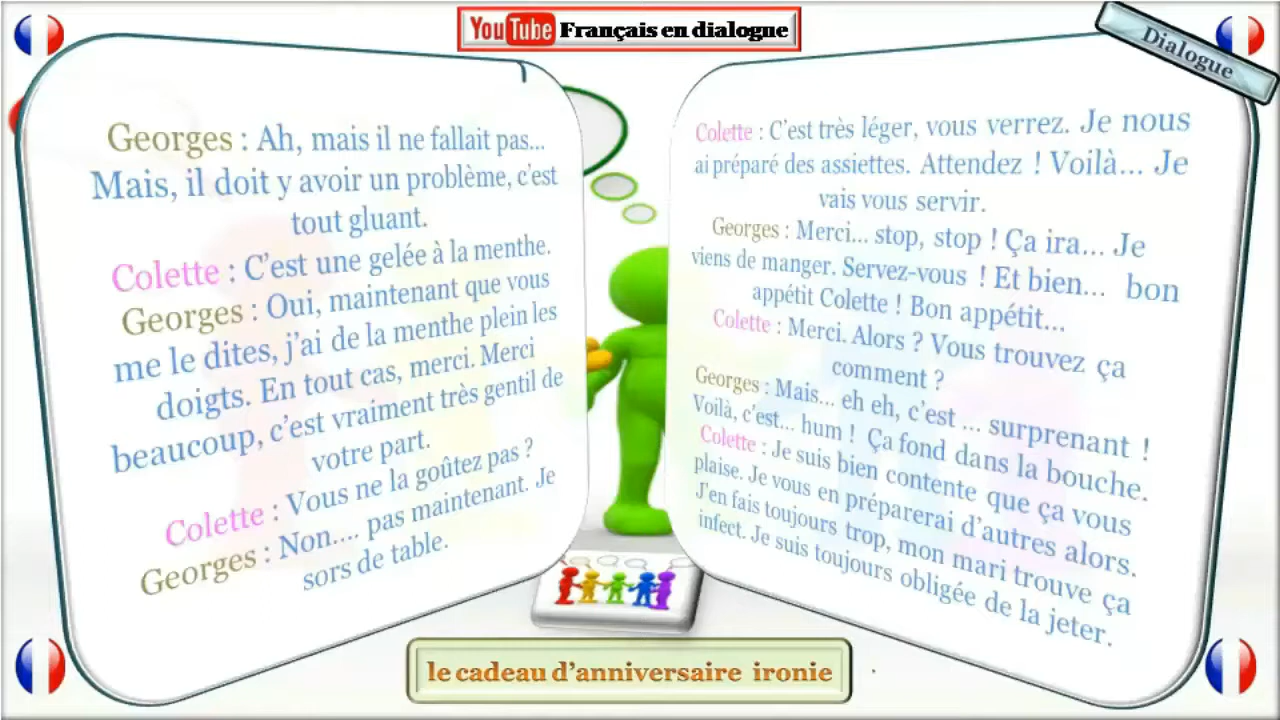 YouTube Français en dialogue
Dialogue
Georges : Ah, mais il ne fallait pas...
Mais, il doit y avoir un problème, c'est
tout gluant.
Colette : C'est une gelée à la menthe.
Georges : Oui, maintenant que vous
me le dites, j'ai de la menthe plein les
doigts. En tout cas, merci. Merci
beaucoup, c'est vraiment très gentil de
votre part.
Colette : Vous ne la goûtez pas ?
Georges : Non.... pas maintenant. Je
sors de table.
Colette : C'est très léger, vous verrez. Je nous
ai préparé des assiettes. Attendez ! Voilà... Je
vais vous servir.
Georges : Merci... stop, stop ! Ça ira... Je
viens de manger. Servez-vous ! Et bien... bon
appétit Colette ! Bon appétit...
Colette : Merci. Alors ? Vous trouvez ça
comment ?
Georges : Mais... eh eh, c'est ... surprenant !
Voilà, c'est... hum ! Ça fond dans la bouche.
Colette : Je suis bien contente que ça vous
plaise. Je vous en préparerai d'autres alors.
J'en fais toujours trop, mon mari trouve ça
infect. Je suis toujours obligée de la jeter.
le cadeau d'anniversaire ironie